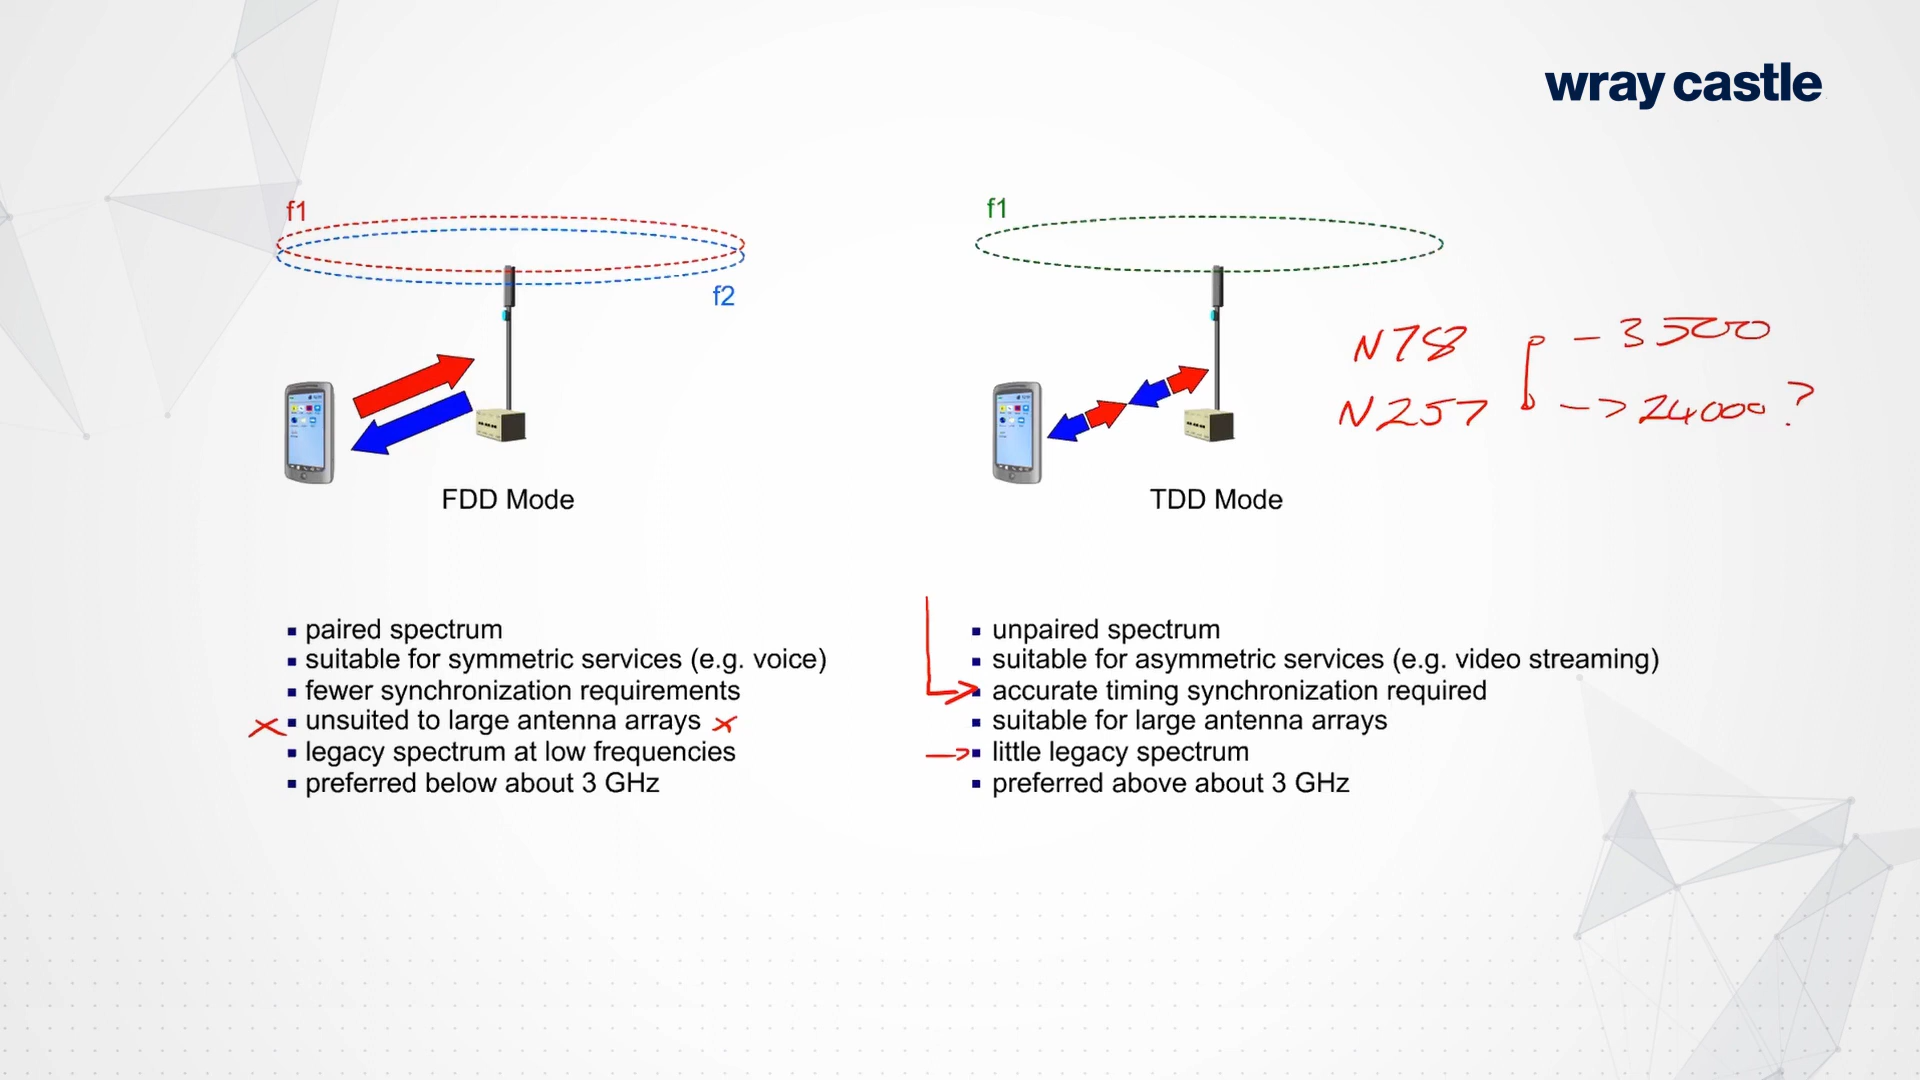 wray castle
f1
f2
FDD Mode
paired spectrum
suitable for symmetric services (e.g. voice)
fewer synchronization requirements
unsuited to large antenna arrays
legacy spectrum at low frequencies
preferred below about 3 GHz
f1
N78 - 3500
N257 -> 24000?
TDD Mode
unpaired spectrum
suitable for asymmetric services (e.g. video streaming)
accurate timing synchronization required
suitable for large antenna arrays
little legacy spectrum
preferred above about 3 GHz